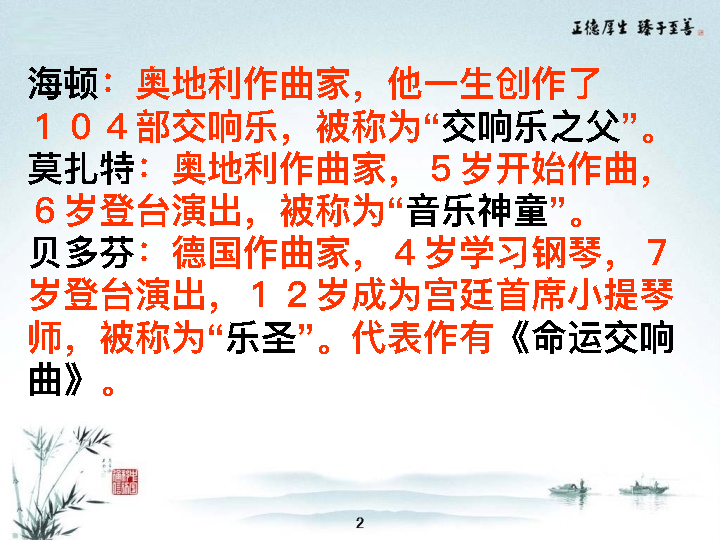 正德厚生 臻于至善
海顿：奥地利作曲家，他一生创作了
１０４部交响乐，被称为“交响乐之父”。
莫扎特：奥地利作曲家，５岁开始作曲，
６岁登台演出，被称为“音乐神童”。
贝多芬：德国作曲家，４岁学习钢琴，７
岁登台演出，１２岁成为宫廷首席小提琴
师，被称为“乐圣”。代表作有《命运交响
曲》。
2